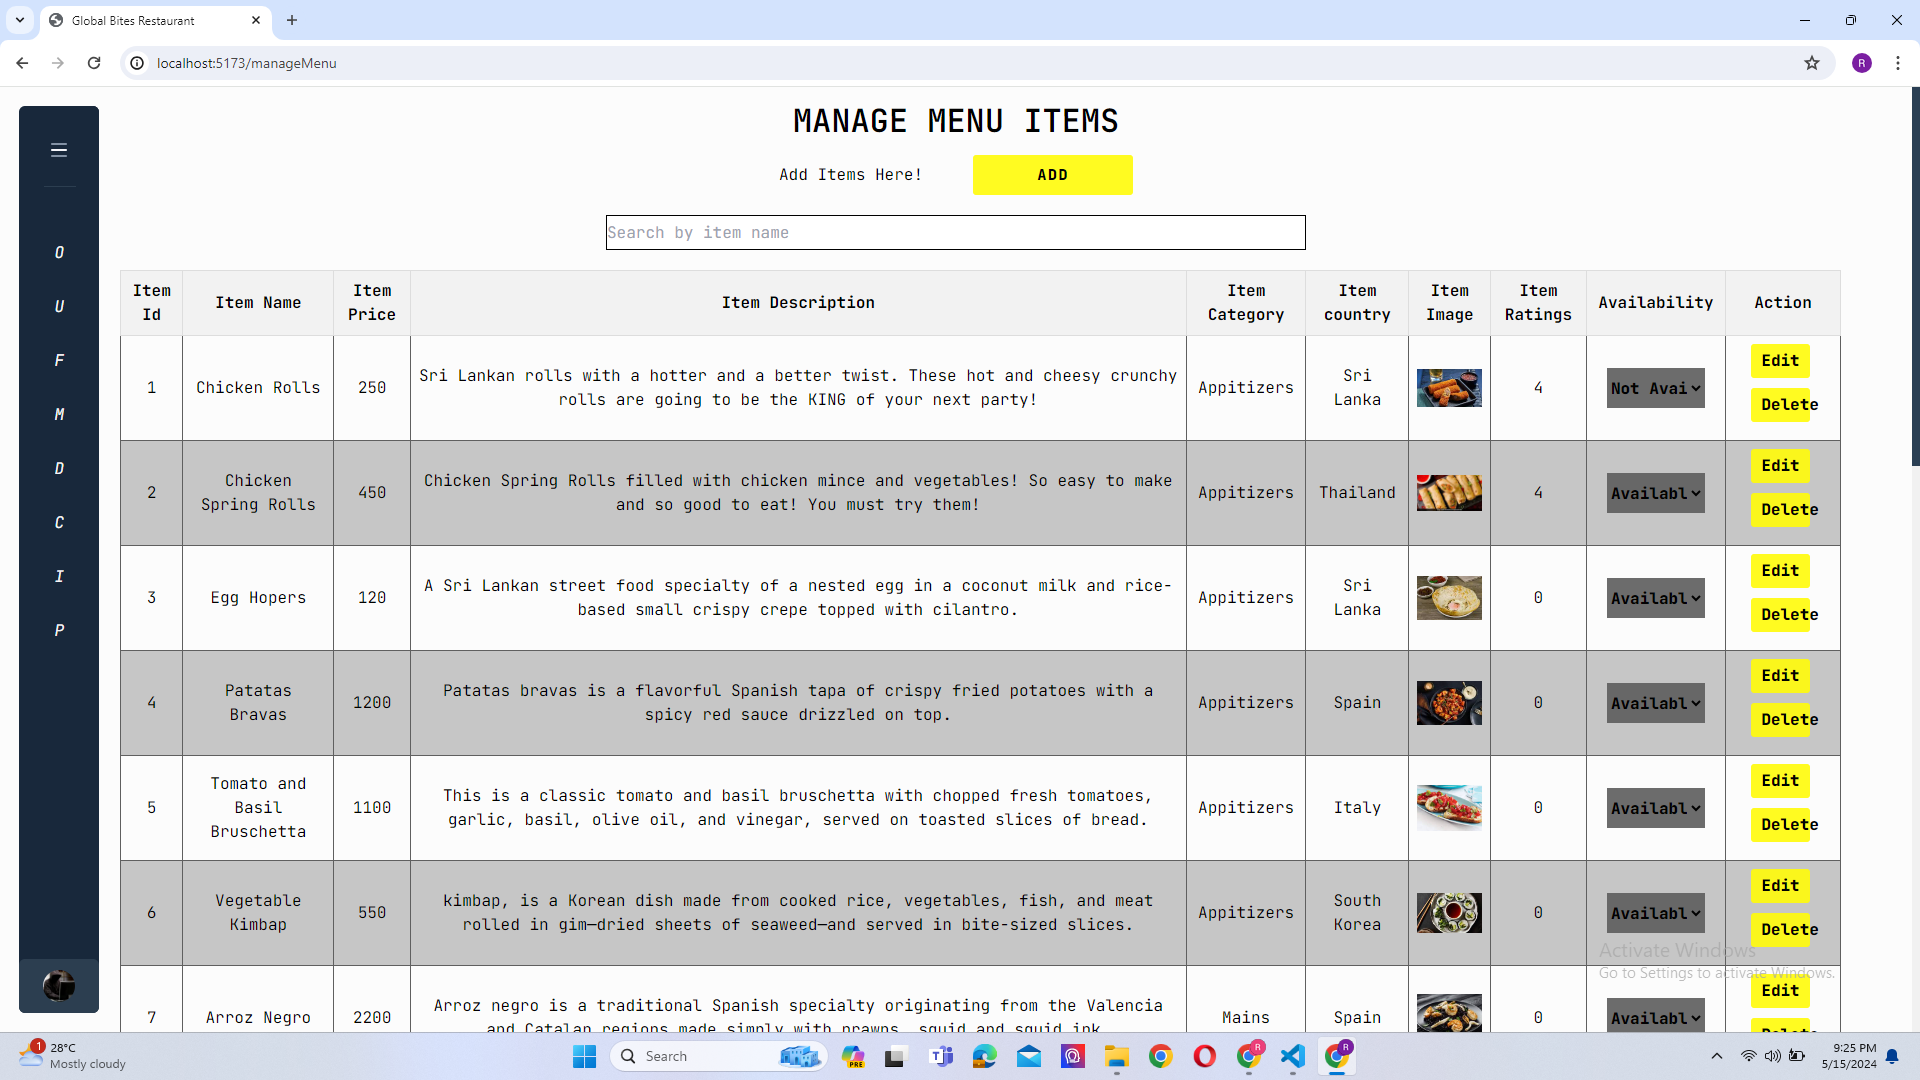 Global Bites Restaurant
localhost:5173/manageMenu
R
MANAGE MENU ITEMS
Add Items Here!
ADD
Search by item name
O
U
F
M
D
C
I
P
Item Id
Item Name
Item Price
Item Description
Item Category
Item country
Item Image
Item Ratings
Availability
Action
1
Chicken Rolls
250
Sri Lankan rolls with a hotter and a better twist. These hot and cheesy crunchy
rolls are going to be the KING of your next party!
Appitizers
Sri
Lanka
4
Not Avai
Edit
Delete
2
Chicken
Spring Rolls
450
Chicken Spring Rolls filled with chicken mince and vegetables! So easy to make
and so good to eat! You must try them!
Appitizers
Thailand
4
Availabl
Edit
Delete
3
Egg Hopers
120
A Sri Lankan street food specialty of a nested egg in a coconut milk and rice-
based small crispy crepe topped with cilantro.
Appitizers
Sri
Lanka
0
Availabl
Edit
Delete
4
Patatas
Bravas
1200
Patatas bravas is a flavorful Spanish tapa of crispy fried potatoes with a
spicy red sauce drizzled on top.
Appitizers
Spain
0
Availabl
Edit
Delete
5
Tomato and
Basil
Bruschetta
1100
This is a classic tomato and basil bruschetta with chopped fresh tomatoes,
garlic, basil, olive oil, and vinegar, served on toasted slices of bread.
Appitizers
Italy
0
Availabl
Edit
Delete
6
Vegetable
Kimbap
550
kimbap, is a Korean dish made from cooked rice, vegetables, fish, and meat
rolled in gim—dried sheets of seaweed—and served in bite-sized slices.
Appitizers
South
Korea
0
Availabl
Edit
Delete
7
Arroz Negro
2200
Arroz negro is a traditional Spanish specialty originating from the Valencia
and Catalan regions made simply with prawns, squid and squid ink.
Mains
Spain
0
Availabl
Edit
Delete
Activate Windows
Go to Settings to activate Windows.
1
28°C
Mostly cloudy
Search
PRE
R
R
9:25 PM
5/15/2024